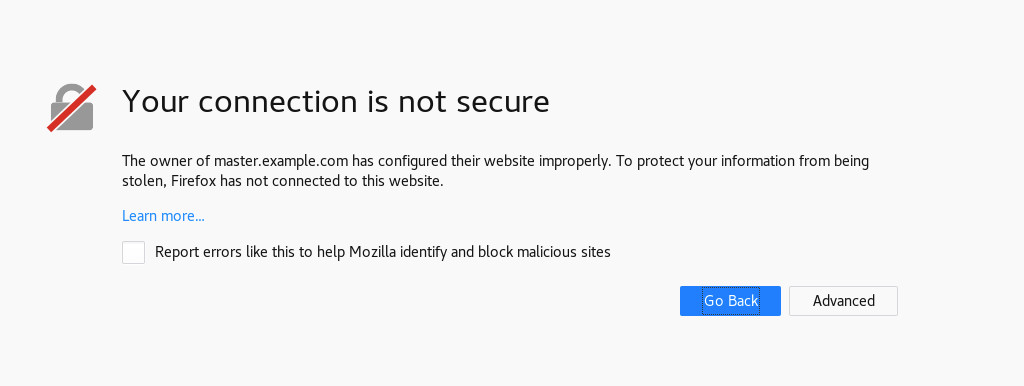 Your connection is not secure
The owner of master.example.com has configured their website improperly. To protect your information from being
stolen, Firefox has not connected to this website.
Learn more...
Report errors like this to help Mozilla identify and block malicious sites
Go Back
Advanced